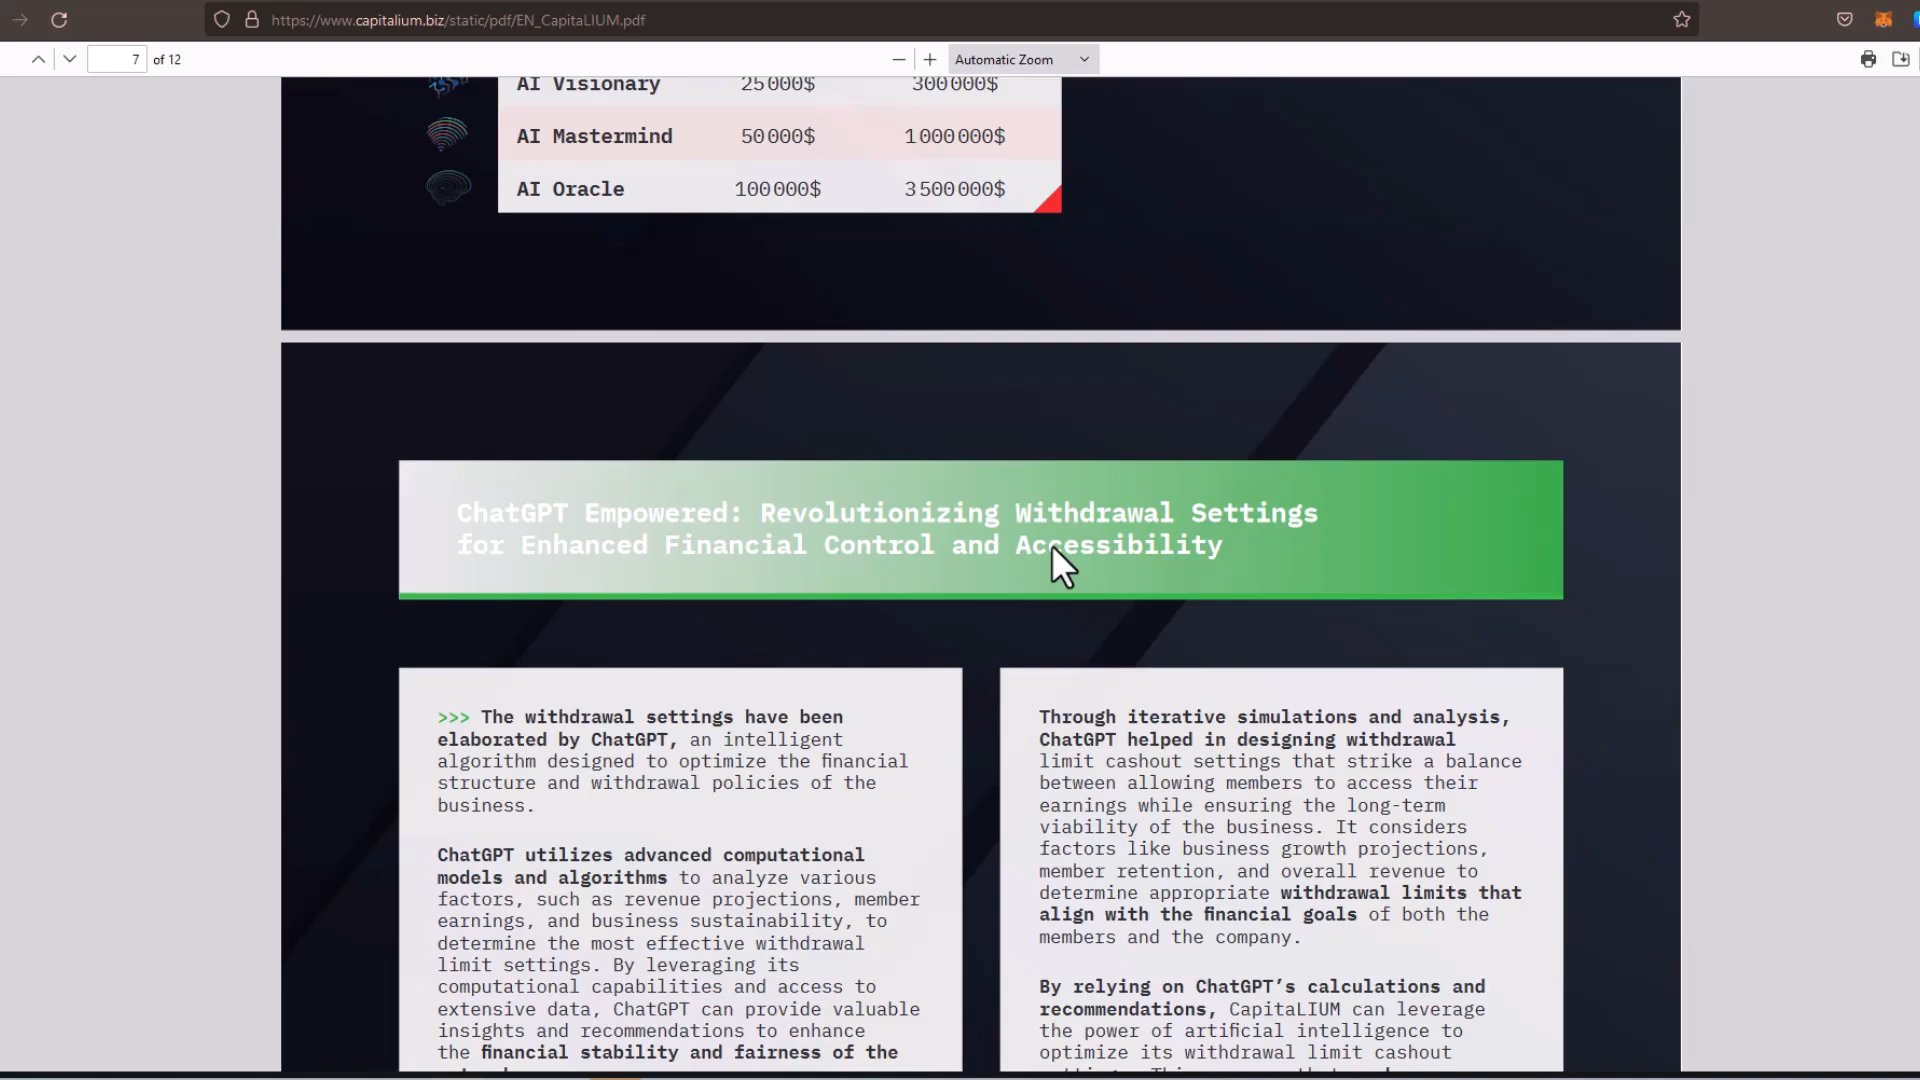 https://www.capitalium.biz/static/pdf/EN_CapitaLIUM.pdf
7 of 12
Automatic Zoom
AI Visionary 25000$ 300000$
AI Mastermind 50000$ 1000000$
AI Oracle 100000$ 3500000$
ChatGPT Empowered: Revolutionizing Withdrawal Settings
for Enhanced Financial Control and Accessibility
>>> The withdrawal settings have been
elaborated by ChatGPT, an intelligent
algorithm designed to optimize the financial
structure and withdrawal policies of the
business.
ChatGPT utilizes advanced computational
models and algorithms to analyze various
factors, such as revenue projections, member
earnings, and business sustainability, to
determine the most effective withdrawal
limit settings. By leveraging its
computational capabilities and access to
extensive data, ChatGPT can provide valuable
insights and recommendations to enhance
the financial stability and fairness of the
Through iterative simulations and analysis,
ChatGPT helped in designing withdrawal
limit cashout settings that strike a balance
between allowing members to access their
earnings while ensuring the long-term
viability of the business. It considers
factors like business growth projections,
member retention, and overall revenue to
determine appropriate withdrawal limits that
align with the financial goals of both the
members and the company.
By relying on ChatGPT's calculations and
recommendations, CapitaLIUM can leverage
the power of artificial intelligence to
optimize its withdrawal limit cashout